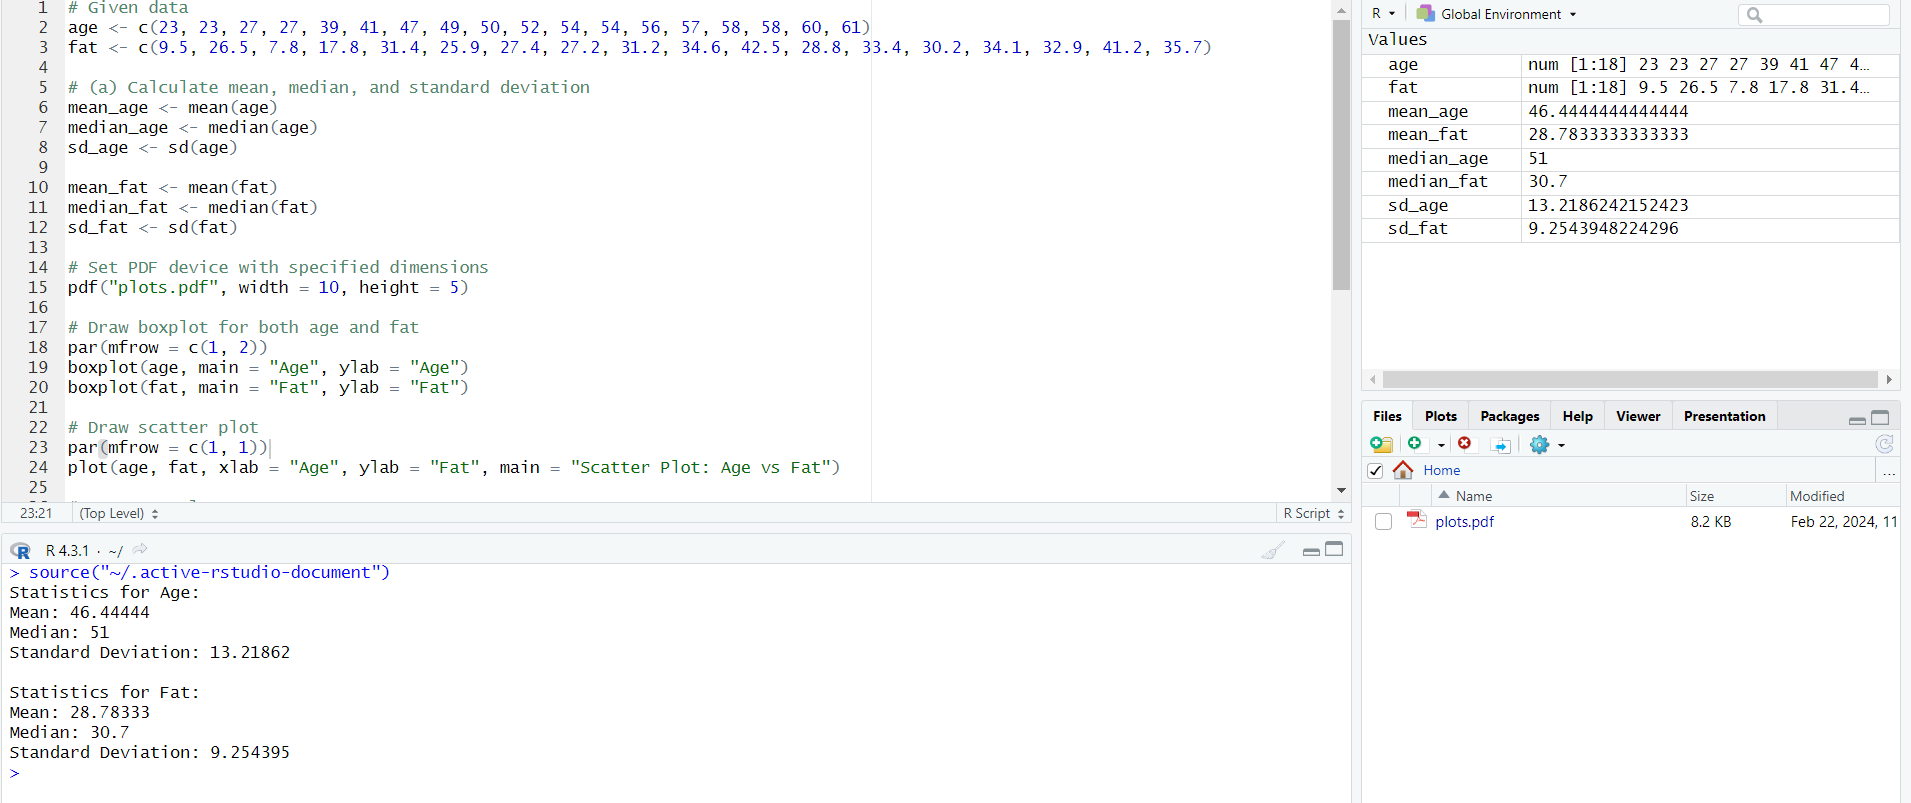 1 # Given data
2 age <- c(23, 23, 27, 27, 39, 41, 47, 49, 50, 52, 54, 54, 56, 57, 58, 58, 60, 61)
3 fat <- c(9.5, 26.5, 7.8, 17.8, 31.4, 25.9, 27.4, 27.2, 31.2, 34.6, 42.5, 28.8, 33.4, 30.2, 34.1, 32.9, 41.2, 35.7)
4
5 # (a) Calculate mean, median, and standard deviation
6 mean_age <- mean(age)
7 median_age <- median(age)
8 sd_age <- sd(age)
9
10 mean_fat <- mean(fat)
11 median_fat <- median(fat)
12 sd_fat <- sd(fat)
13
14 # Set PDF device with specified dimensions
15 pdf("plots.pdf", width = 10, height = 5)
16
17 # Draw boxplot for both age and fat
18 par(mfrow = c(1, 2))
19 boxplot(age, main = "Age", ylab = "Age")
20 boxplot(fat, main = "Fat", ylab = "Fat")
21
22 # Draw scatter plot
23 par(mfrow = c(1, 1))
24 plot(age, fat, xlab = "Age", ylab = "Fat", main = "Scatter Plot: Age vs Fat")
25
23:21 (Top Level) R Script
R 4.3.1 · ~/
> source("~/.active-rstudio-document")
Statistics for Age:
Mean: 46.44444
Median: 51
Standard Deviation: 13.21862
Statistics for Fat:
Mean: 28.78333
Median: 30.7
Standard Deviation: 9.254395
>
R Global Environment
Values
age num [1:18] 23 23 27 27 39 41 47 4…
fat num [1:18] 9.5 26.5 7.8 17.8 31.4…
mean_age 46.4444444444444
mean_fat 28.7833333333333
median_age 51
median_fat 30.7
sd_age 13.2186242152423
sd_fat 9.2543948224296
Files Plots Packages Help Viewer Presentation
Home ...
Name Size Modified
plots.pdf 8.2 KB Feb 22, 2024, 11